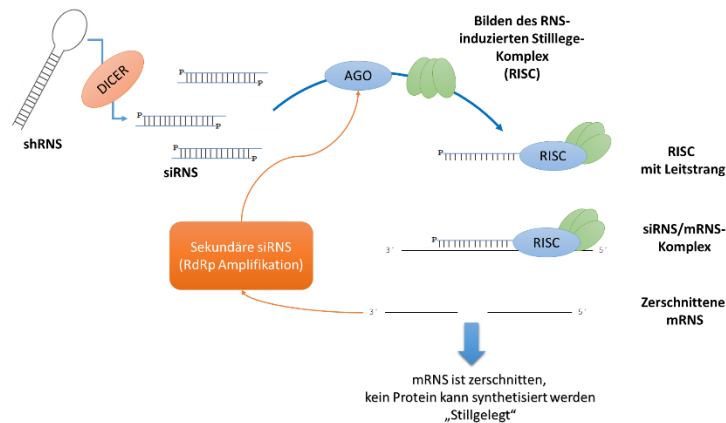 Bilden des RNS-
induzierten Stilllege-
Komplex
(RISC)
DICER
AGO
P
P
P
P
P
P
shRNS
siRNS
P
RISC
RISC
mit Leitstrang
Sekundäre siRNS
(RdRp Amplifikation)
P
RISC
3´
5´
siRNS/mRNS-
Komplex
3´
5´
Zerschnittene
mRNS
mRNS ist zerschnitten,
kein Protein kann synthetisiert werden
„Stillgelegt“